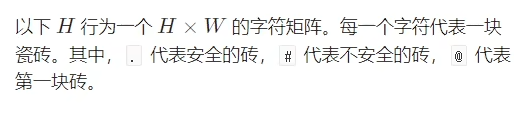 以下 H 行为一个 H × W 的字符矩阵。每一个字符代表一块
瓷砖。其中， . 代表安全的砖， # 代表不安全的砖， @ 代表
第一块砖。